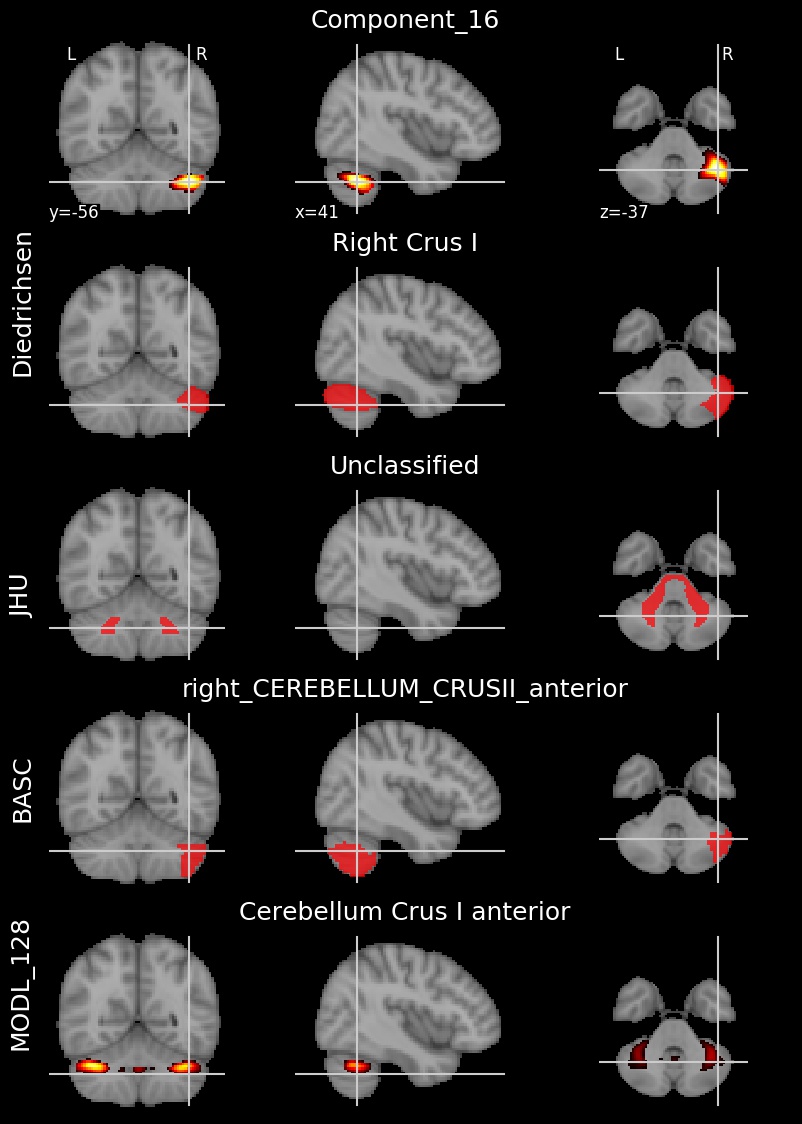 Component_16
L R L R
y=-56 x=41 z=-37
Diedrichsen
Right Crus I
JHU
Unclassified
BASC
right_CEREBELLUM_CRUSII_anterior
MODL_128
Cerebellum Crus I anterior